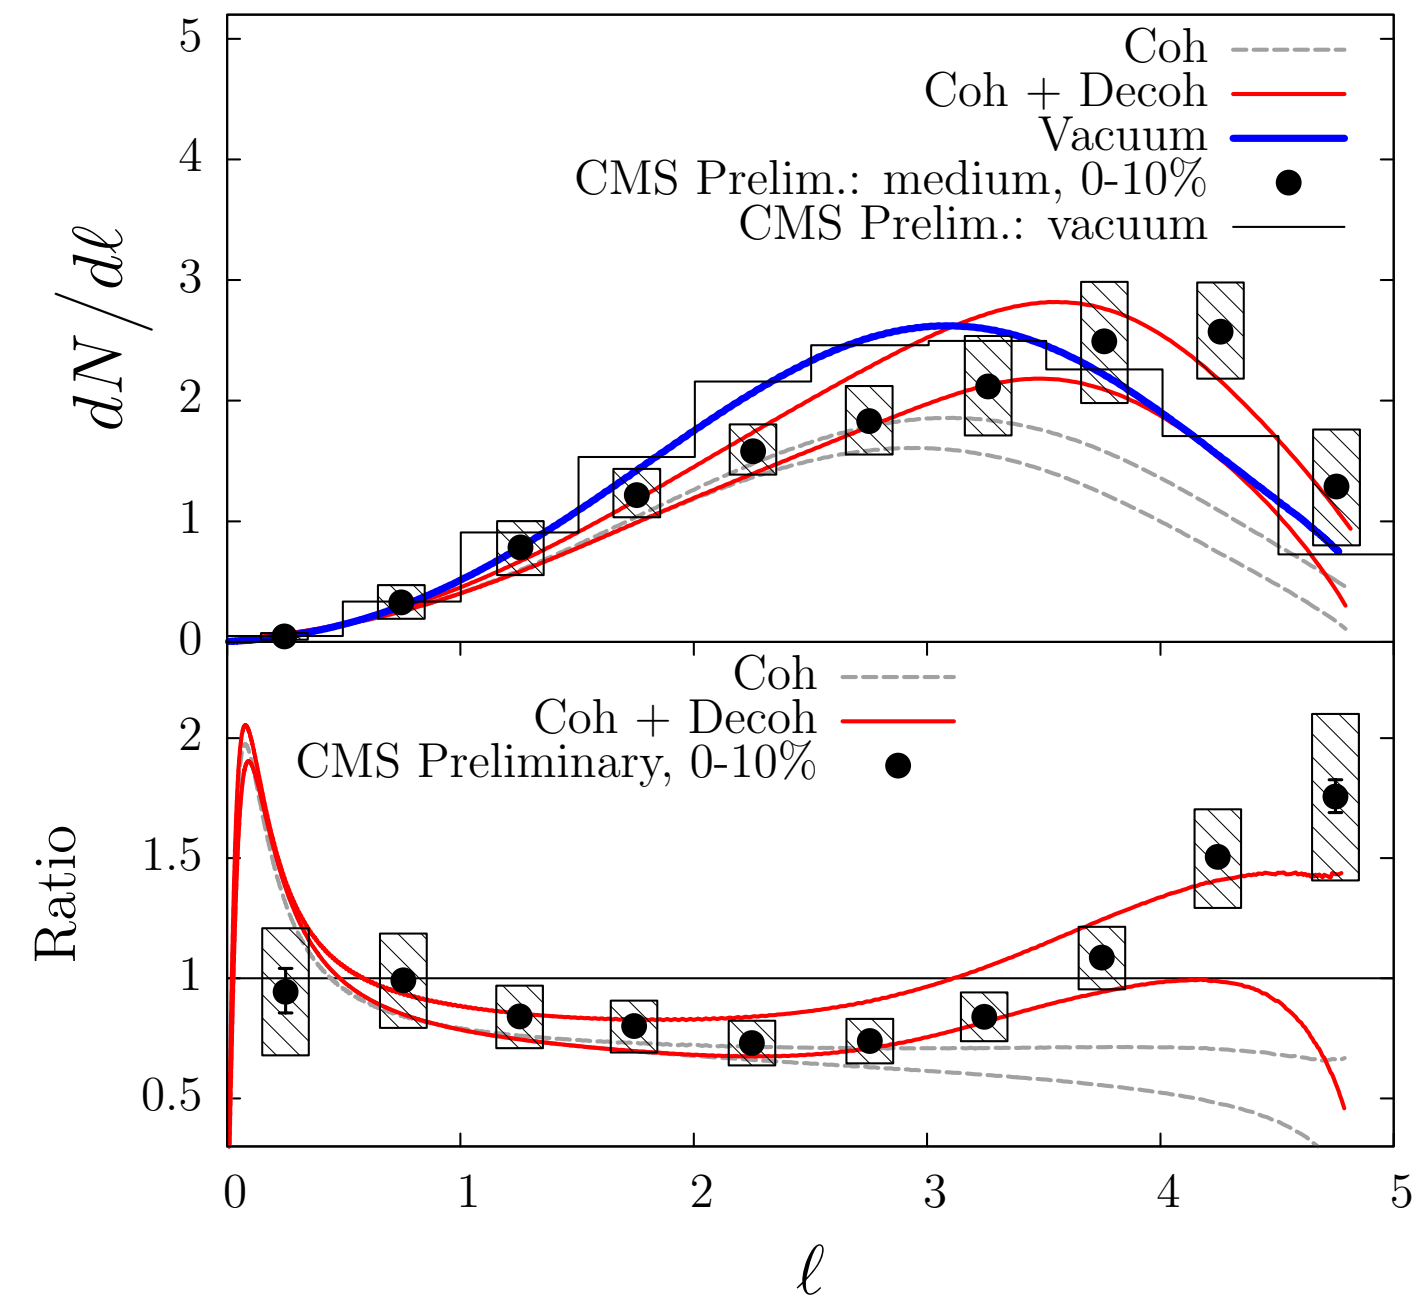 5
4
3
2
1
0
dN/dℓ
Coh
Coh + Decoh
Vacuum
CMS Prelim.: medium, 0-10%
CMS Prelim.: vacuum
Coh
Coh + Decoh
CMS Preliminary, 0-10%
2
1.5
1
0.5
Ratio
0 1 2 3 4 5
ℓ